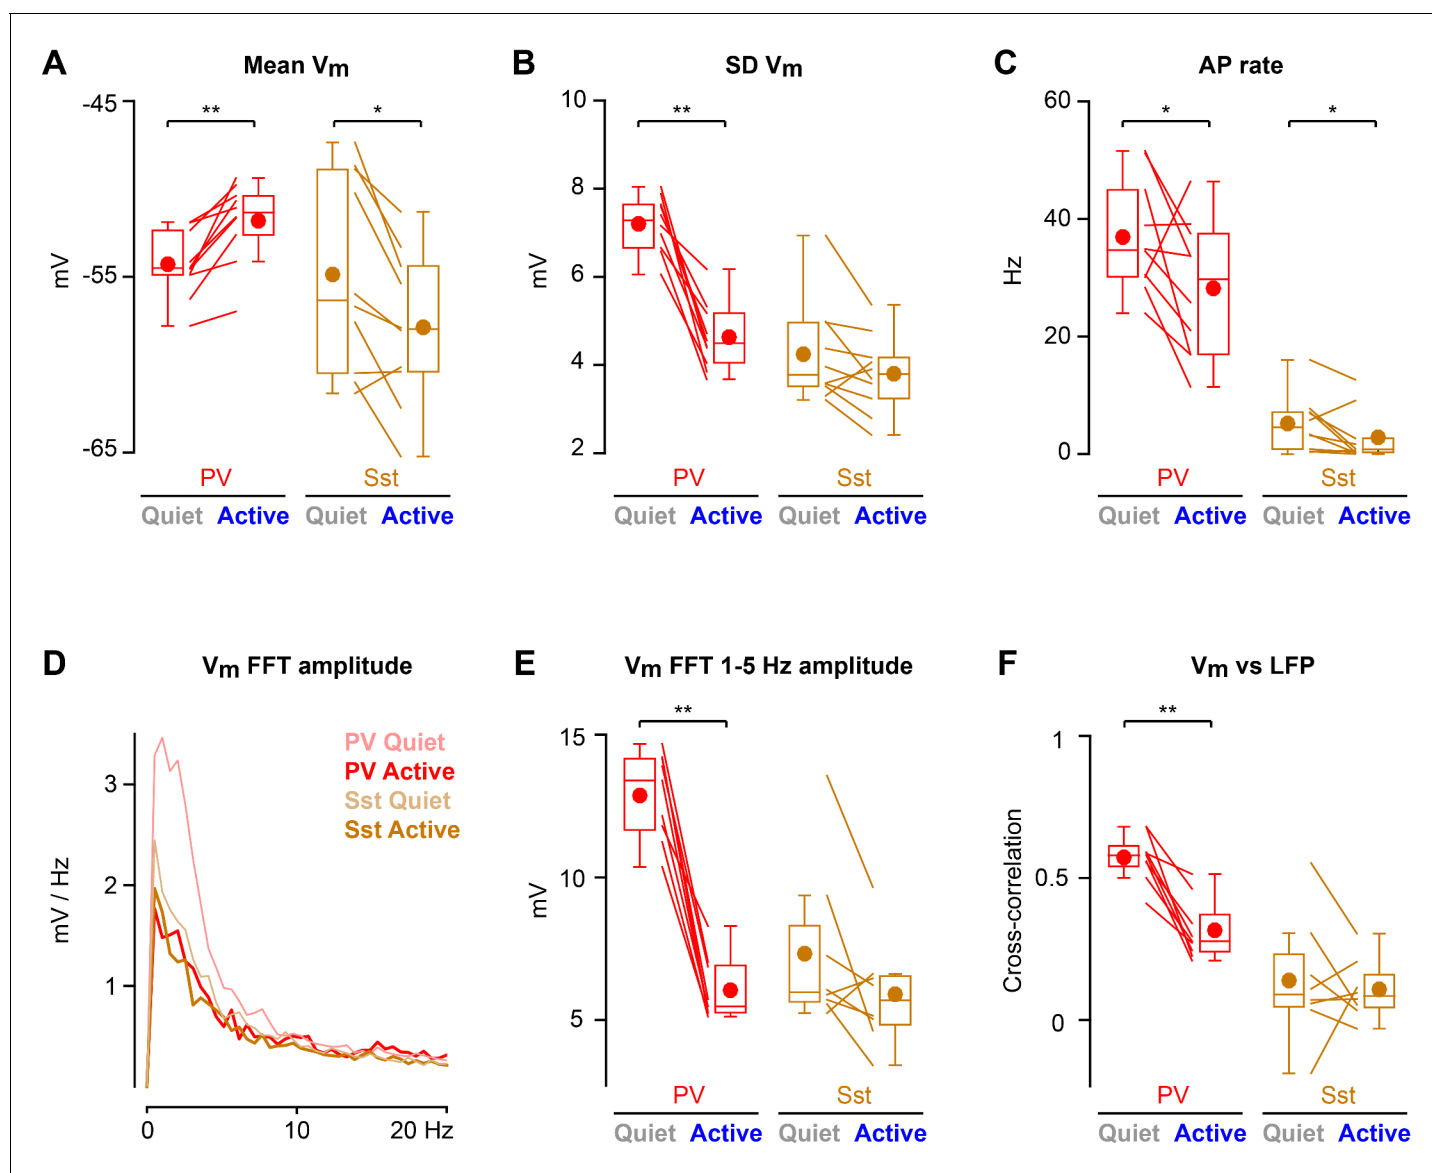 A
Mean Vm
-45
-55
-65
mV
**
*
PV
Sst
Quiet Active
Quiet Active
B
SD Vm
10
8
6
4
2
mV
**
PV
Sst
Quiet Active
Quiet Active
C
AP rate
60
40
20
0
Hz
*
*
PV
Sst
Quiet Active
Quiet Active
D
Vm FFT amplitude
3
2
1
mV / Hz
PV Quiet
PV Active
Sst Quiet
Sst Active
0
10
20 Hz
E
Vm FFT 1-5 Hz amplitude
15
10
5
mV
**
PV
Sst
Quiet Active
Quiet Active
F
Vm vs LFP
1
0.5
0
Cross-correlation
**
PV
Sst
Quiet Active
Quiet Active